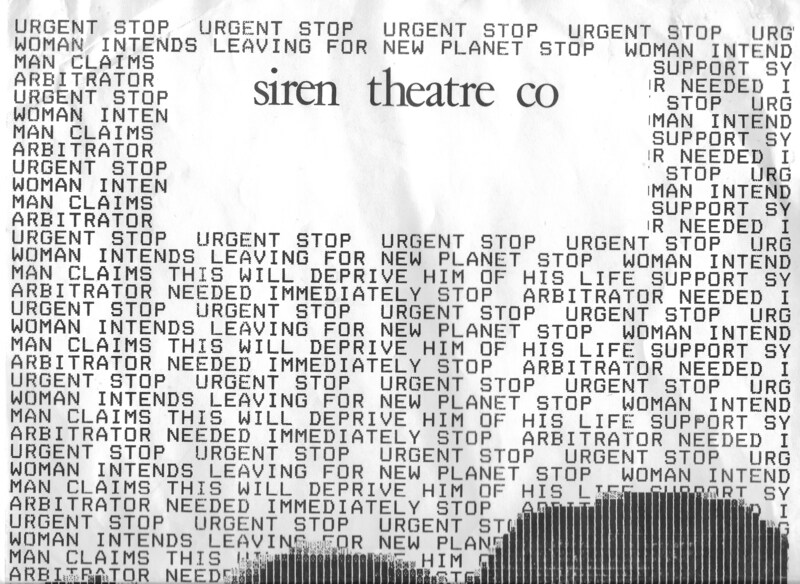 URGENT STOP URGENT STOP URGENT STOP URGENT STOP URG
WOMAN INTENDS LEAVING FOR NEW PLANET STOP WOMAN INTEND
MAN CLAIMS SUPPORT SY
ARBITRATOR R NEEDED I
siren theatre co
URGENT STOP STOP URG
WOMAN INTEN MAN INTEND
MAN CLAIMS SUPPORT SY
ARBITRATOR R NEEDED I
URGENT STOP STOP URG
WOMAN INTEN MAN INTEND
MAN CLAIMS SUPPORT SY
ARBITRATOR R NEEDED I
URGENT STOP URGENT STOP URGENT STOP URGENT STOP URG
WOMAN INTENDS LEAVING FOR NEW PLANET STOP WOMAN INTEND
MAN CLAIMS THIS WILL DEPRIVE HIM OF HIS LIFE SUPPORT SY
ARBITRATOR NEEDED IMMEDIATELY STOP ARBITRATOR NEEDED I
URGENT STOP URGENT STOP URGENT STOP URGENT STOP URG
WOMAN INTENDS LEAVING FOR NEW PLANET STOP WOMAN INTEND
MAN CLAIMS THIS WILL DEPRIVE HIM OF HIS LIFE SUPPORT SY
ARBITRATOR NEEDED IMMEDIATELY STOP ARBITRATOR NEEDED I
URGENT STOP URGENT STOP URGENT STOP URGENT STOP URG
WOMAN INTENDS LEAVING FOR NEW PLANET STOP WOMAN INTEND
MAN CLAIMS THIS WILL DEPRIVE HIM OF HIS LIFE SUPPORT SY
ARBITRATOR NEEDED IMMEDIATELY STOP ARBITRATOR NEEDED I
URGENT STOP URGENT STOP URGENT STOP URGENT STOP URG
WOMAN INTENDS LEAVING FOR NEW PLANET STOP WOMAN INTEND
MAN CLAIMS THIS WILL DEPRIVE HIM OF HIS LIFE SUPPORT SY
ARBITRATOR NEEDED IMMEDIATELY STOP
URGENT STOP URGENT STOP URGENT STO
WOMAN INTENDS LEAVING FOR NEW PLAN
MAN CLAIMS THIS HIM
ARBITRATOR NEED